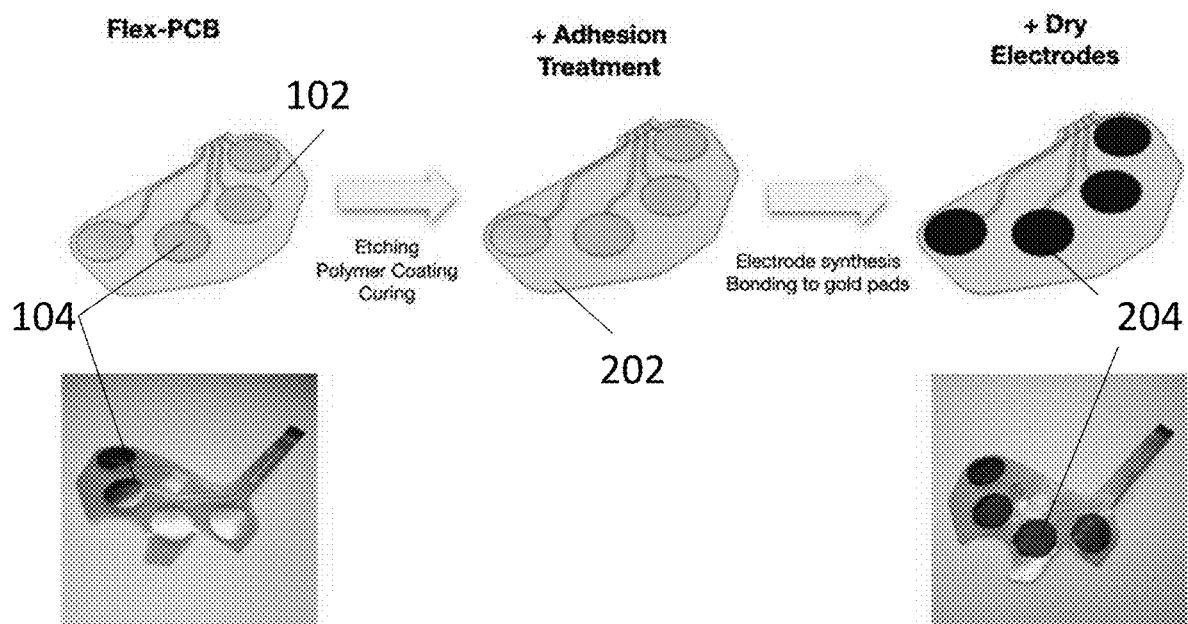 Flex-PCB
+ Adhesion
Treatment
+ Dry
Electrodes
102
Etching
Polymer Coating
Curing
Electrode synthesis
Bonding to gold pads
104
202
204